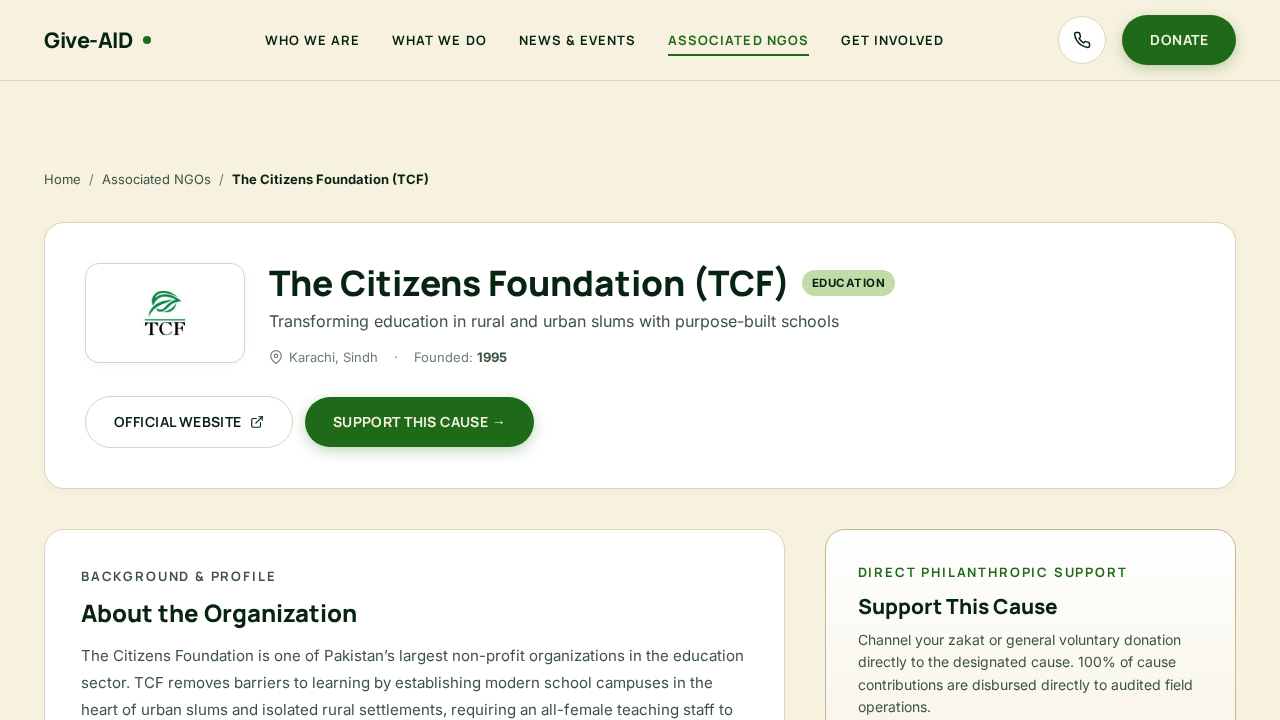 Give-AID
WHO WE ARE
WHAT WE DO
NEWS & EVENTS
ASSOCIATED NGOS
GET INVOLVED
DONATE
Home / Associated NGOs / The Citizens Foundation (TCF)
TCF
The Citizens Foundation (TCF)
EDUCATION
Transforming education in rural and urban slums with purpose-built schools
Karachi, Sindh · Founded: 1995
OFFICIAL WEBSITE
SUPPORT THIS CAUSE →
BACKGROUND & PROFILE
About the Organization
The Citizens Foundation is one of Pakistan’s largest non-profit organizations in the education
sector. TCF removes barriers to learning by establishing modern school campuses in the
heart of urban slums and isolated rural settlements, requiring an all-female teaching staff to
DIRECT PHILANTHROPIC SUPPORT
Support This Cause
Channel your zakat or general voluntary donation
directly to the designated cause. 100% of cause
contributions are disbursed directly to audited field
operations.